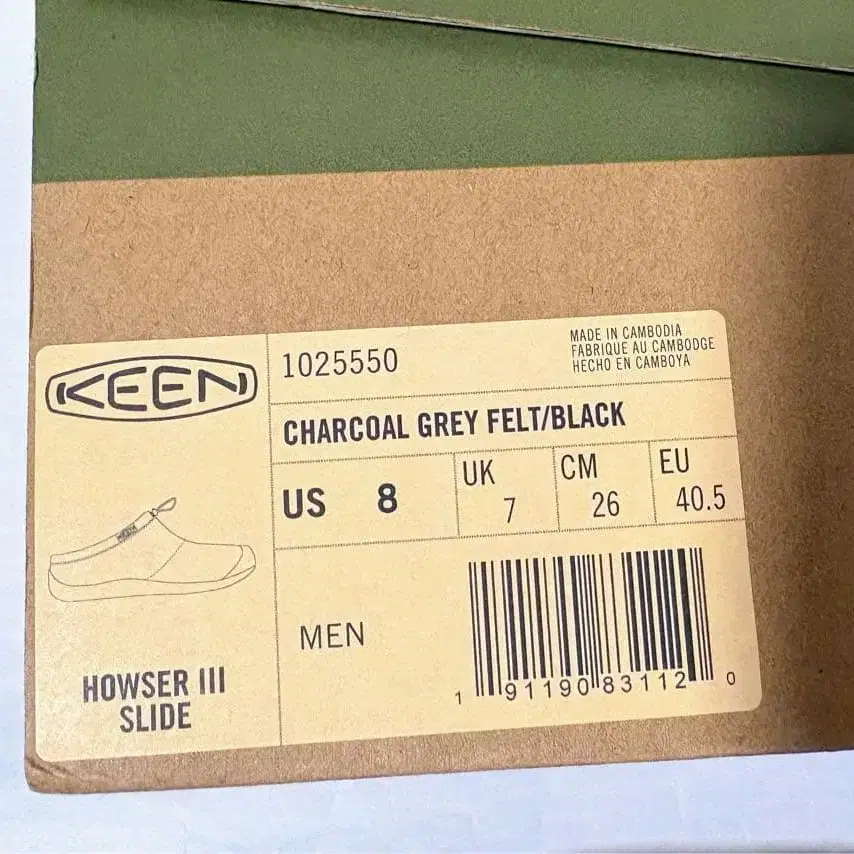 KEEN
1025550
MADE IN CAMBODIA
FABRIQUE AU CAMBODGE
HECHO EN CAMBOYA
CHARCOAL GREY FELT/BLACK
US 8
UK 7
CM 26
EU 40.5
KEEN
HOWSER III
SLIDE
MEN
1 91190 83112 0